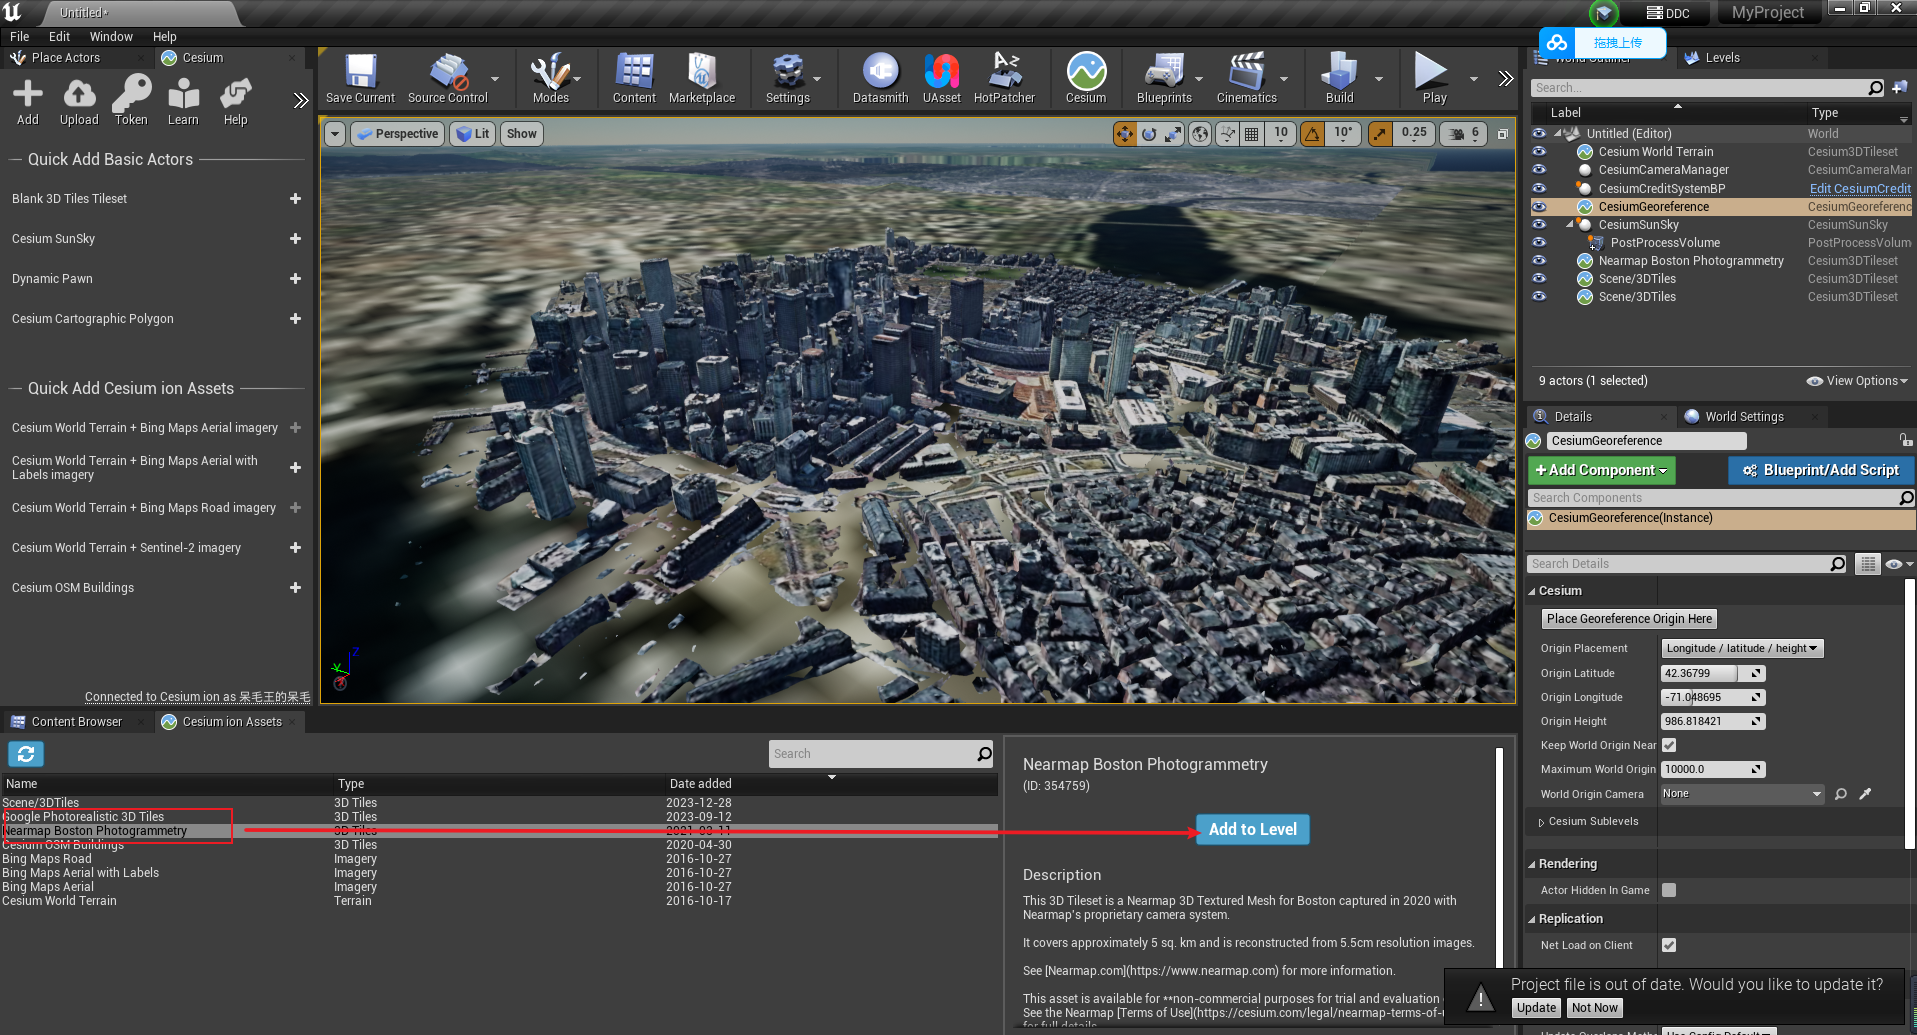 Untitled*
DDC
MyProject
File Edit Window Help
拖拽上传
Place Actors
Cesium
Levels
Add Upload Token Learn Help
Save Current Source Control Modes Content Marketplace Settings Datasmith UAsset HotPatcher Cesium Blueprints Cinematics Build Play
Perspective Lit Show
10 10° 0.25 6
Quick Add Basic Actors
Blank 3D Tiles Tileset
Cesium SunSky
Dynamic Pawn
Cesium Cartographic Polygon
Quick Add Cesium ion Assets
Cesium World Terrain + Bing Maps Aerial imagery
Cesium World Terrain + Bing Maps Aerial with
Labels imagery
Cesium World Terrain + Bing Maps Road imagery
Cesium World Terrain + Sentinel-2 imagery
Cesium OSM Buildings
Connected to Cesium ion as 呆毛王的呆毛
Z
Search...
Label Type
Untitled (Editor) World
Cesium World Terrain Cesium3DTileset
CesiumCameraManager CesiumCameraMar
CesiumCreditSystemBP Edit CesiumCredit
CesiumGeoreference CesiumGeoreferenc
CesiumSunSky CesiumSunSky
PostProcessVolume PostProcessVolum
Nearmap Boston Photogrammetry Cesium3DTileset
Scene/3DTiles Cesium3DTileset
Scene/3DTiles Cesium3DTileset
9 actors (1 selected) View Options
Details World Settings
CesiumGeoreference
+Add Component Blueprint/Add Script
Search Components
CesiumGeoreference(Instance)
Search Details
Cesium
Place Georeference Origin Here
Origin Placement Longitude / latitude / height
Origin Latitude 42.36799
Origin Longitude -71.048695
Origin Height 986.818421
Keep World Origin Near
Maximum World Origin 10000.0
World Origin Camera None
Cesium Sublevels
Rendering
Actor Hidden In Game
Replication
Net Load on Client
Project file is out of date. Would you like to update it?
Update Not Now
Content Browser Cesium ion Assets
Search
Name Type Date added
Scene/3DTiles 3D Tiles 2023-12-28
Google Photorealistic 3D Tiles 3D Tiles 2023-09-12
Nearmap Boston Photogrammetry 3D Tiles 2021-03-11
Cesium OSM Buildings 3D Tiles 2020-04-30
Bing Maps Road Imagery 2016-10-27
Bing Maps Aerial with Labels Imagery 2016-10-27
Bing Maps Aerial Imagery 2016-10-27
Cesium World Terrain Terrain 2016-10-17
Nearmap Boston Photogrammetry
(ID: 354759)
Add to Level
Description
This 3D Tileset is a Nearmap 3D Textured Mesh for Boston captured in 2020 with
Nearmap's proprietary camera system.
It covers approximately 5 sq. km and is reconstructed from 5.5cm resolution images.
See [Nearmap.com](https://www.nearmap.com) for more information.
This asset is available for **non-commercial purposes for trial and evaluation
See the Nearmap [Terms of Use](https://cesium.com/legal/nearmap-terms-of-
for full details